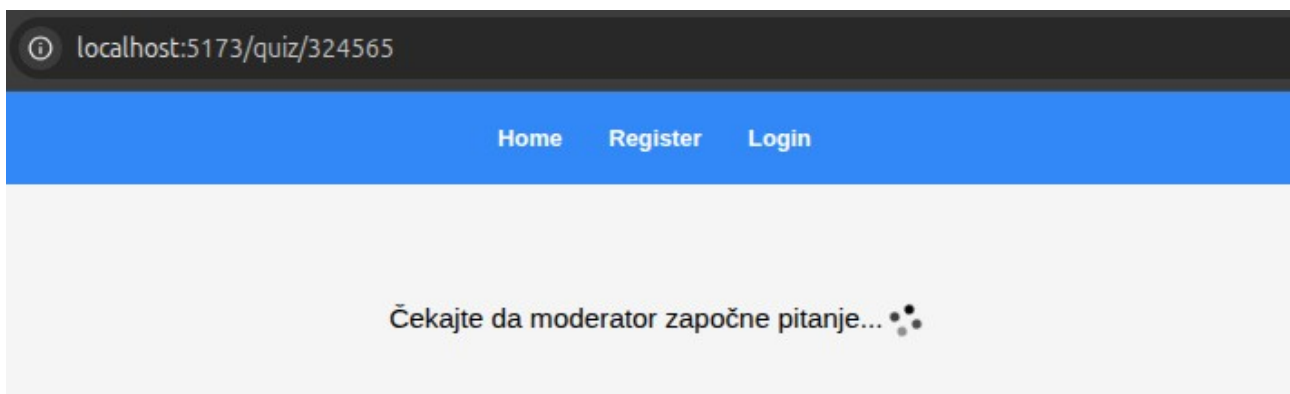 localhost:5173/quiz/324565
Home Register Login
Čekajte da moderator započne pitanje...